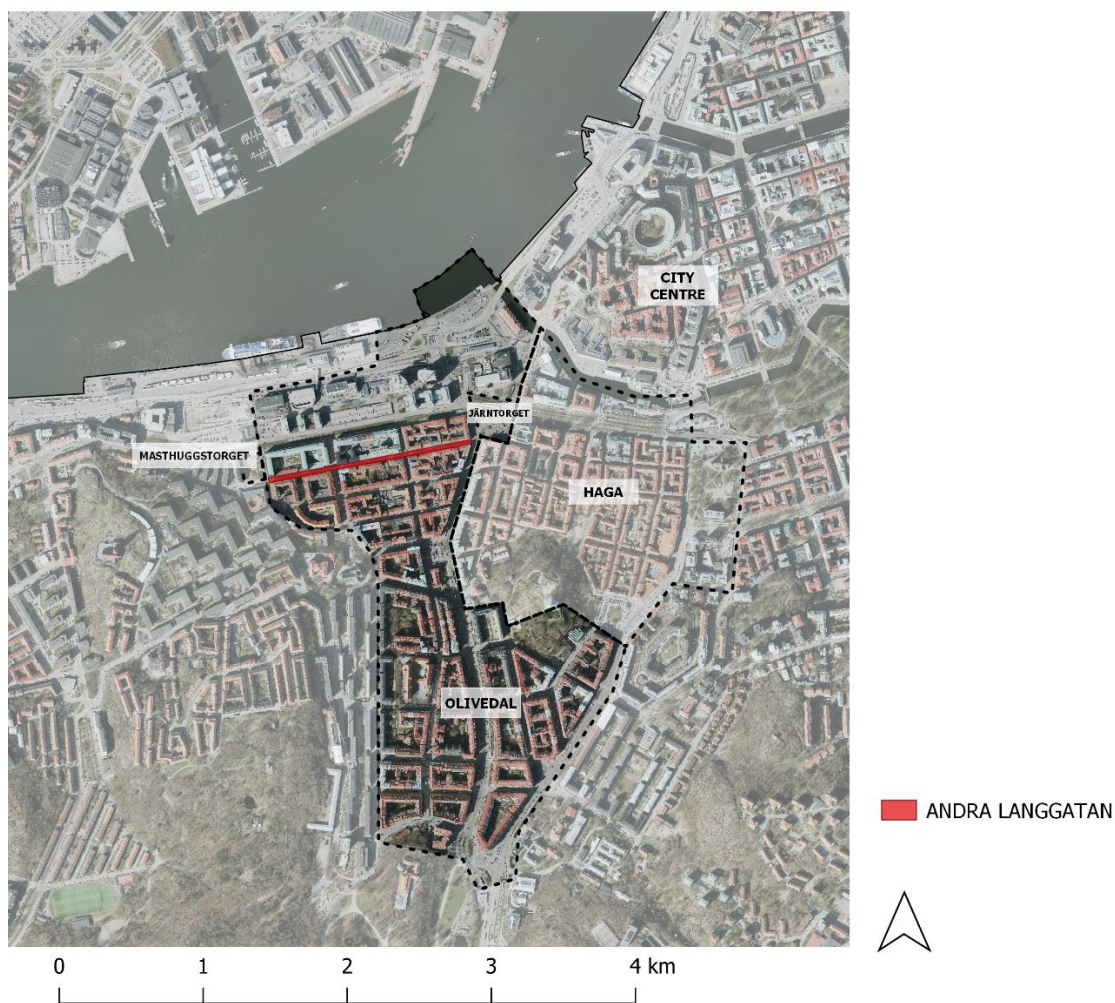 CITY
CENTRE
JÄRNTORGET
MASTHUGGSTORGET
HAGA
OLIVEDAL
ANDRA LANGGATAN
0 1 2 3 4 km